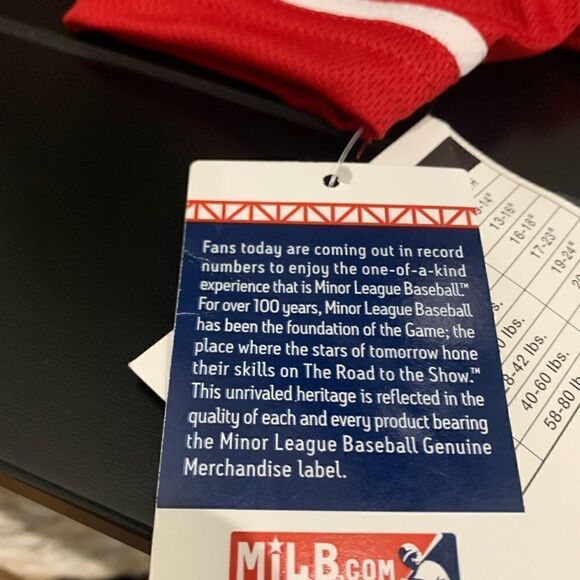 Fans today are coming out in record
numbers to enjoy the one-of-a-kind
experience that is Minor League Baseball.™
For over 100 years, Minor League Baseball
has been the foundation of the Game; the
place where the stars of tomorrow hone
their skills on The Road to the Show.™
This unrivaled heritage is reflected in the
quality of each and every product bearing
the Minor League Baseball Genuine
Merchandise label.
MiLB.COM
13-16"
16-18"
17-23"
19-24"
lbs.
lbs.
40-60 lbs.
58-80